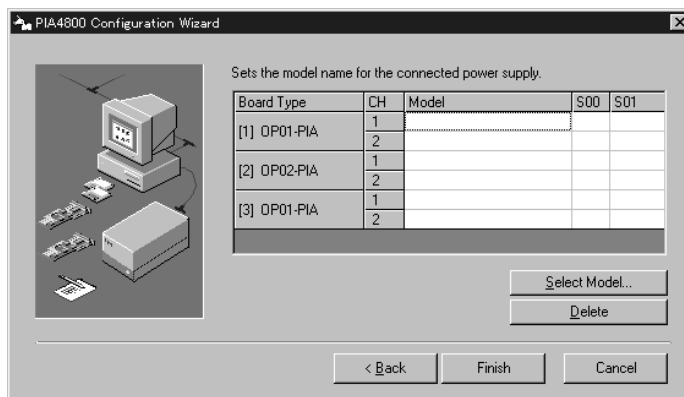 PIA4800 Configuration Wizard
Sets the model name for the connected power supply.
Board Type CH Model S00 S01
[1] OP01-PIA 1
2
[2] OP02-PIA 1
2
[3] OP01-PIA 1
2
Select Model...
Delete
< Back Finish Cancel